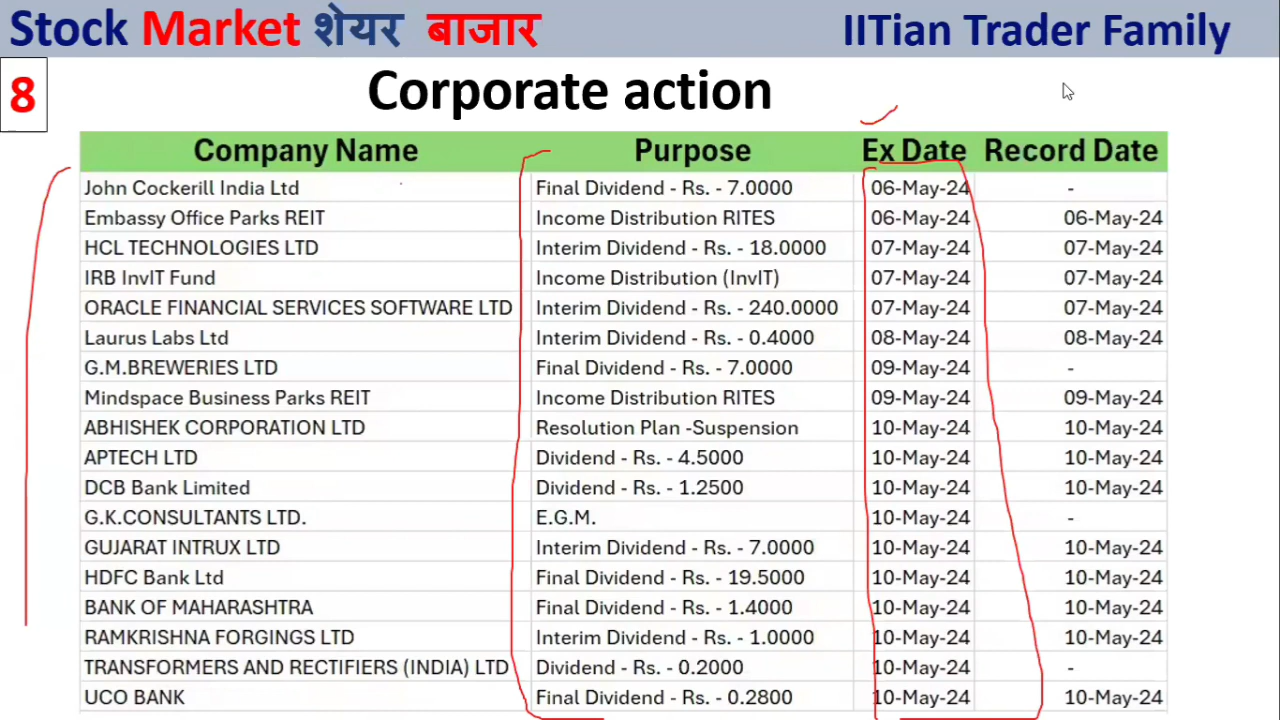 Stock Market शेयर बाजार IITian Trader Family
8
Corporate action
Company Name Purpose Ex Date Record Date
John Cockerill India Ltd Final Dividend - Rs. - 7.0000 06-May-24 -
Embassy Office Parks REIT Income Distribution RITES 06-May-24 06-May-24
HCL TECHNOLOGIES LTD Interim Dividend - Rs. - 18.0000 07-May-24 07-May-24
IRB InvIT Fund Income Distribution (InvIT) 07-May-24 07-May-24
ORACLE FINANCIAL SERVICES SOFTWARE LTD Interim Dividend - Rs. - 240.0000 07-May-24 07-May-24
Laurus Labs Ltd Interim Dividend - Rs. - 0.4000 08-May-24 08-May-24
G.M.BREWERIES LTD Final Dividend - Rs. - 7.0000 09-May-24 -
Mindspace Business Parks REIT Income Distribution RITES 09-May-24 09-May-24
ABHISHEK CORPORATION LTD Resolution Plan -Suspension 10-May-24 10-May-24
APTECH LTD Dividend - Rs. - 4.5000 10-May-24 10-May-24
DCB Bank Limited Dividend - Rs. - 1.2500 10-May-24 10-May-24
G.K.CONSULTANTS LTD. E.G.M. 10-May-24 -
GUJARAT INTRUX LTD Interim Dividend - Rs. - 7.0000 10-May-24 10-May-24
HDFC Bank Ltd Final Dividend - Rs. - 19.5000 10-May-24 10-May-24
BANK OF MAHARASHTRA Final Dividend - Rs. - 1.4000 10-May-24 10-May-24
RAMKRISHNA FORGINGS LTD Interim Dividend - Rs. - 1.0000 10-May-24 10-May-24
TRANSFORMERS AND RECTIFIERS (INDIA) LTD Dividend - Rs. - 0.2000 10-May-24 -
UCO BANK Final Dividend - Rs. - 0.2800 10-May-24 10-May-24